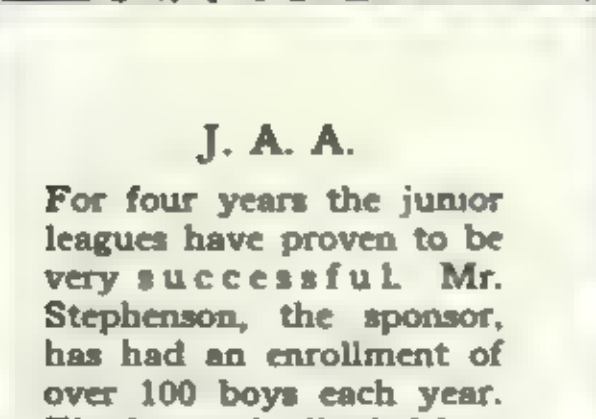 J. A. A.
For four years the junior
leagues have proven to be
very successful. Mr.
Stephenson, the sponsor,
has had an enrollment of
over 100 boys each year.